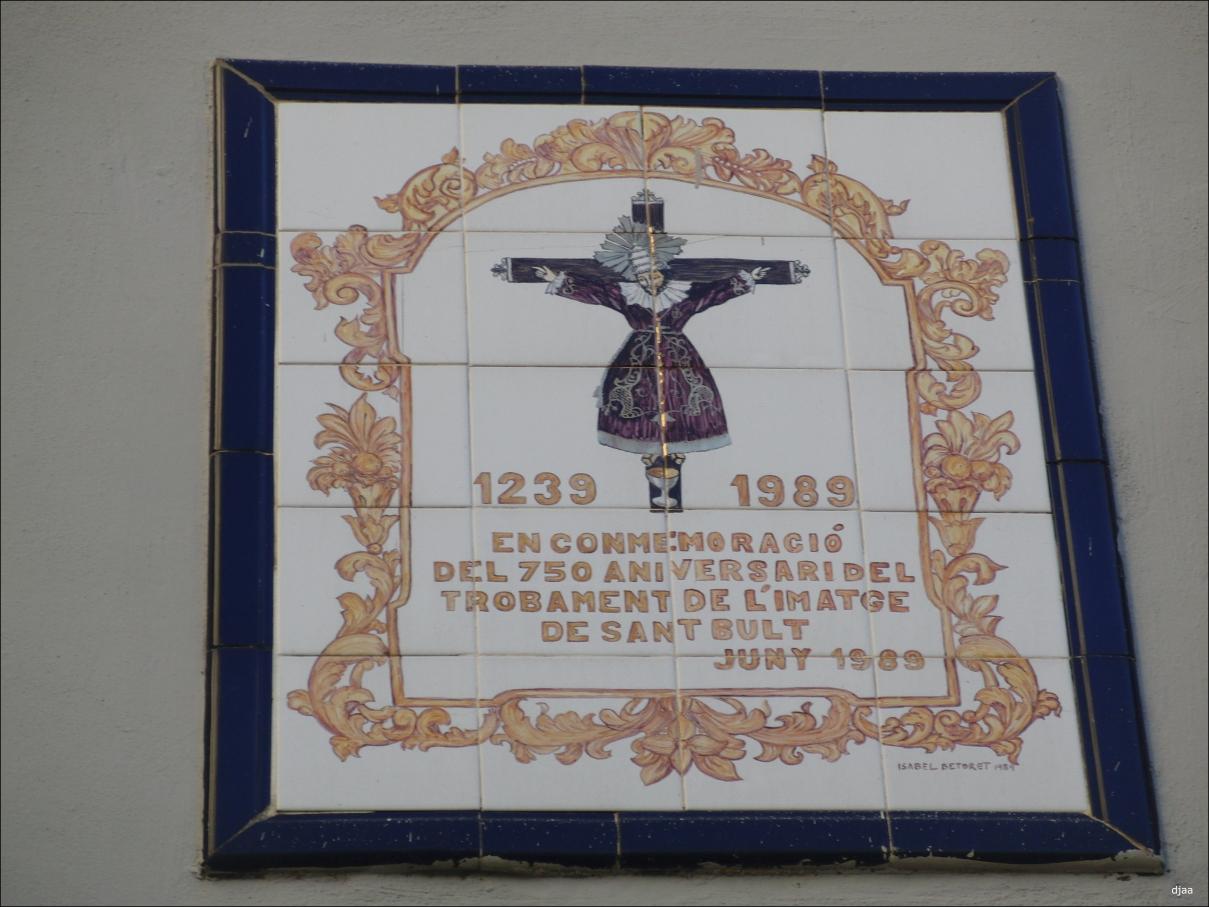 1239 1989
EN CONMEMORACIÓ
DEL 750 ANIVERSARI DEL
TROBAMENT DE L'IMATGE
DE SANT BULT
JUNY 1989
ISABEL BETORET 1989
djaa